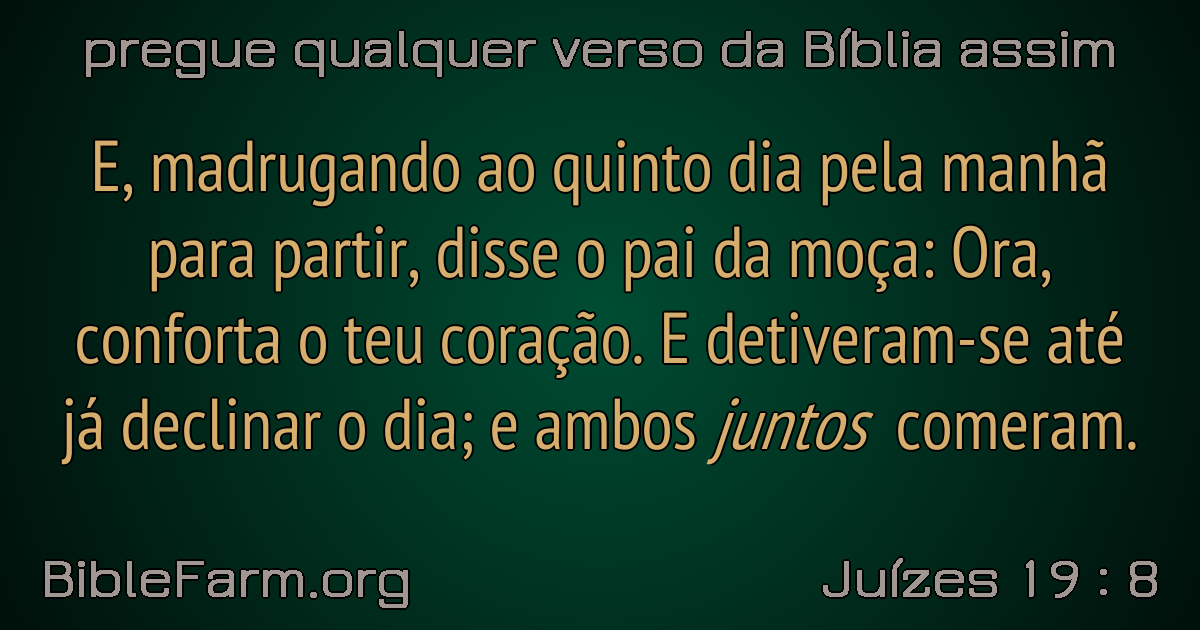 pregue qualquer verso da Bíblia assim
E, madrugando ao quinto dia pela manhã
para partir, disse o pai da moça: Ora,
conforta o teu coração. E detiveram-se até
já declinar o dia; e ambos juntos comeram.
BibleFarm.org
Juízes 19 : 8